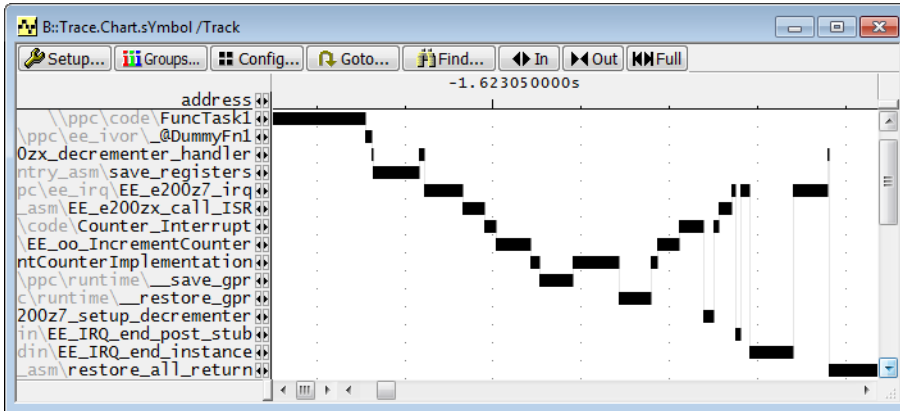 B::Trace.Chart.sYmbol /Track
Setup... Groups... Config... Goto... Find... In Out Full
-1.623050000s
address
\\ppc\code\FuncTask1
\ppc\ee_ivor\_@DummyFn1
0zx_decrementer_handler
ntry_asm\save_registers
pc\ee_irq\EE_e200z7_irq
_asm\EE_e200zx_call_ISR
\code\Counter_Interrupt
\EE_oo_IncrementCounter
ntCounterImplementation
\ppc\runtime\__save_gpr
c\runtime\__restore_gpr
200z7_setup_decrementer
in\EE_IRQ_end_post_stub
din\EE_IRQ_end_instance
_asm\restore_all_return